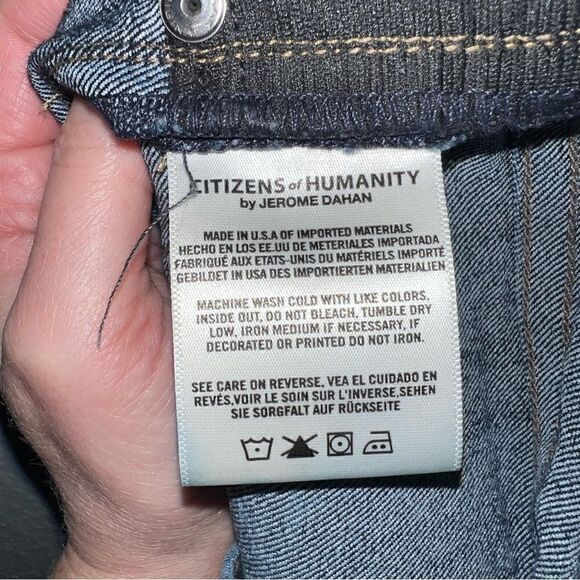 CITIZENS of HUMANITY
by JEROME DAHAN
MADE IN U.S.A OF IMPORTED MATERIALS
HECHO EN LOS EE.UU DE METERIALES IMPORTADA
FABRIQUÉ AUX ETATS-UNIS DU MATÉRIELS IMPORTÉ
GEBILDET IN USA DES IMPORTIERTEN MATERIALIEN
MACHINE WASH COLD WITH LIKE COLORS,
INSIDE OUT, DO NOT BLEACH, TUMBLE DRY
LOW, IRON MEDIUM IF NECESSARY, IF
DECORATED OR PRINTED DO NOT IRON.
SEE CARE ON REVERSE, VEA EL CUIDADO EN
REVÉS,VOIR LE SOIN SUR L'INVERSE,SEHEN
SIE SORGFALT AUF RÜCKSEITE